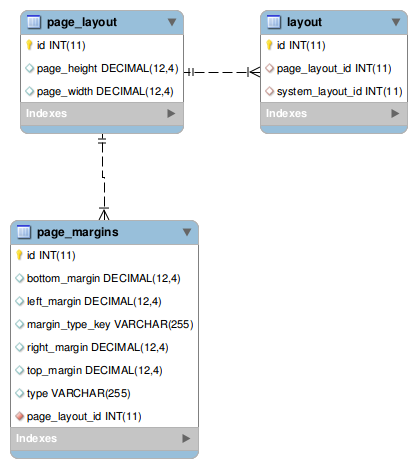 page_layout
id INT(11)
page_height DECIMAL(12,4)
page_width DECIMAL(12,4)
Indexes
layout
id INT(11)
page_layout_id INT(11)
system_layout_id INT(11)
Indexes
page_margins
id INT(11)
bottom_margin DECIMAL(12,4)
left_margin DECIMAL(12,4)
margin_type_key VARCHAR(255)
right_margin DECIMAL(12,4)
top_margin DECIMAL(12,4)
type VARCHAR(255)
page_layout_id INT(11)
Indexes